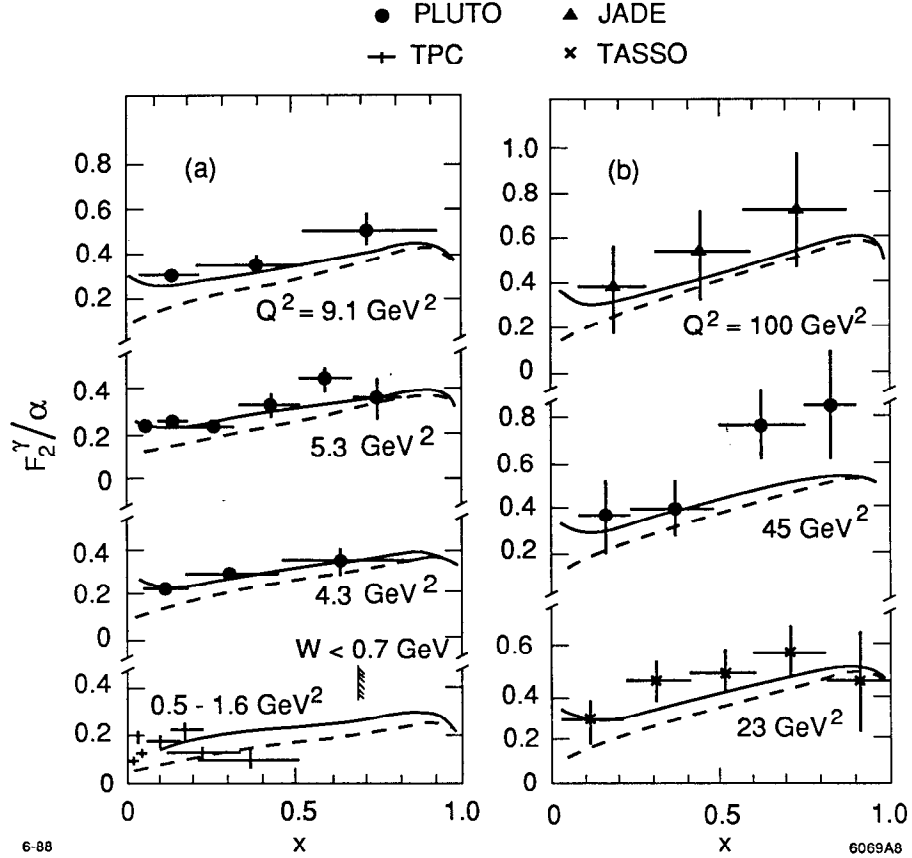 PLUTO
JADE
TPC
TASSO
F₂^γ/α
(a)
0.8
0.6
0.4
0.2
Q² = 9.1 GeV²
0.4
0.2
0
5.3 GeV²
0.4
0.2
0
4.3 GeV²
W < 0.7 GeV
0.4
0.2
0
0.5 - 1.6 GeV²
0 0.5 1.0
x
(b)
1.0
0.8
0.6
0.4
0.2
0
Q² = 100 GeV²
0.8
0.6
0.4
0.2
45 GeV²
0.6
0.4
0.2
0
23 GeV²
0 0.5 1.0
x
6-88
6069A8